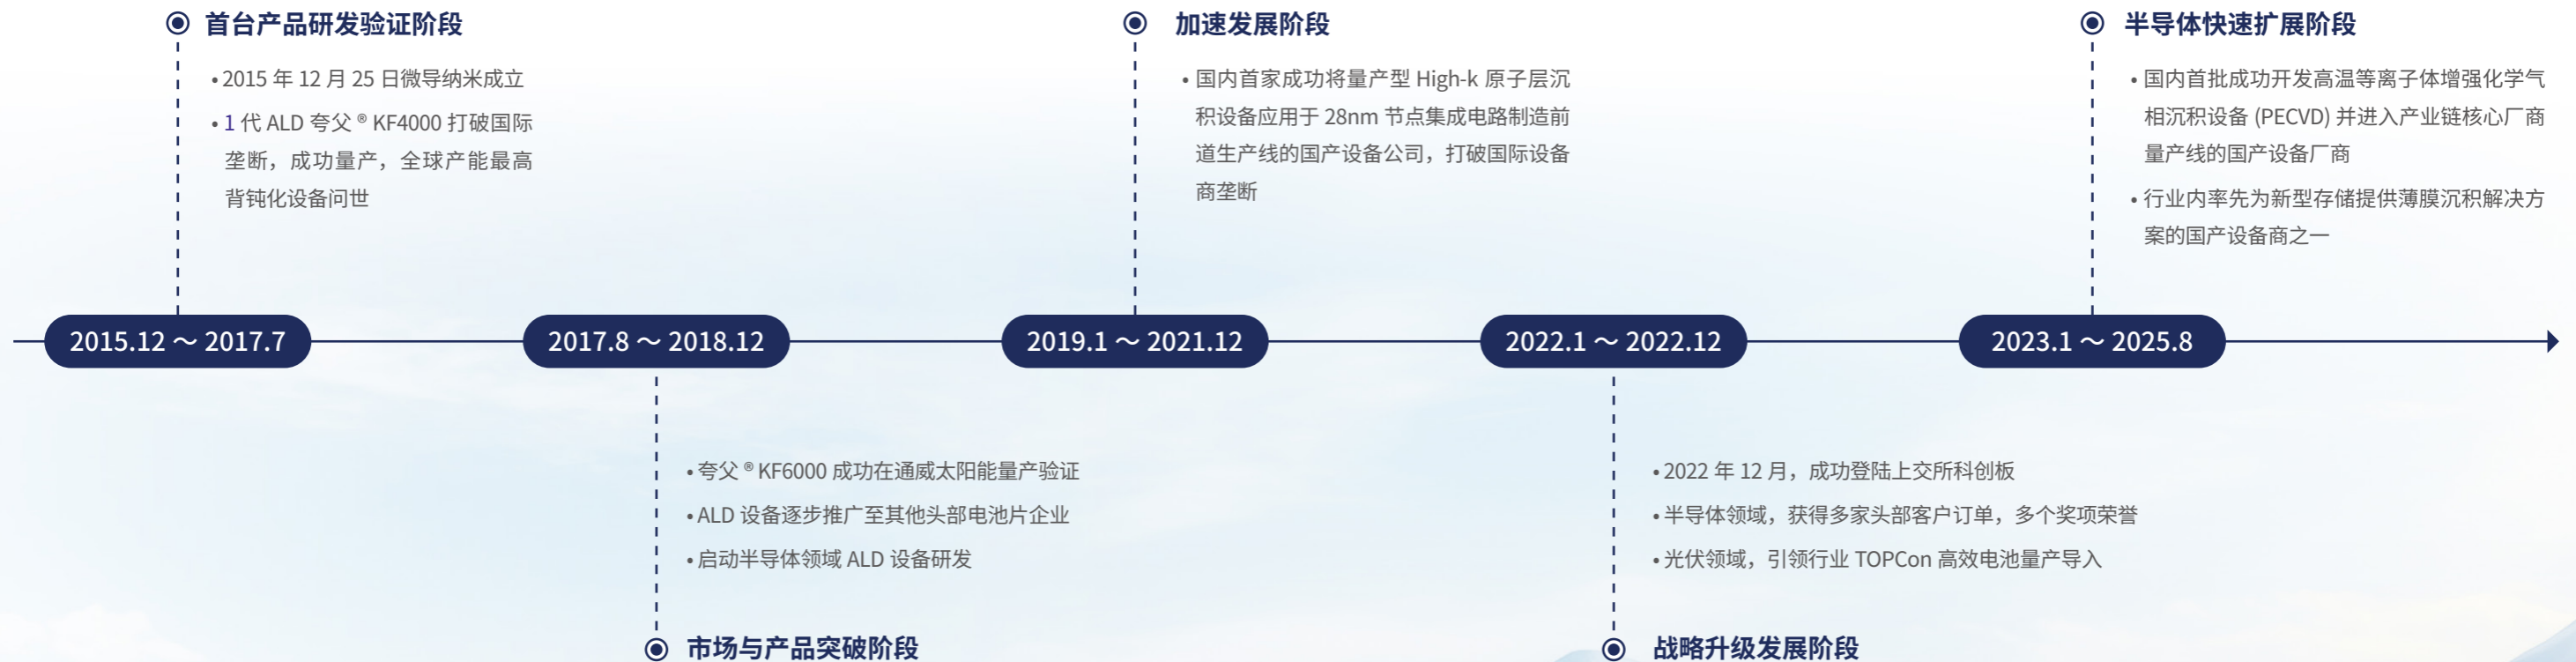 首台产品研发验证阶段
• 2015 年 12 月 25 日微导纳米成立
• 1 代 ALD 夸父 ® KF4000 打破国际
垄断，成功量产，全球产能最高
背钝化设备问世
加速发展阶段
• 国内首家成功将量产型 High-k 原子层沉
积设备应用于 28nm 节点集成电路制造前
道生产线的国产设备公司，打破国际设备
商垄断
半导体快速扩展阶段
• 国内首批成功开发高温等离子体增强化学气
相沉积设备 (PECVD) 并进入产业链核心厂商
量产线的国产设备厂商
• 行业内率先为新型存储提供薄膜沉积解决方
案的国产设备商之一
2015.12 ～ 2017.7
2017.8 ～ 2018.12
2019.1 ～ 2021.12
2022.1 ～ 2022.12
2023.1 ～ 2025.8
• 夸父 ® KF6000 成功在通威太阳能量产验证
• ALD 设备逐步推广至其他头部电池片企业
• 启动半导体领域 ALD 设备研发
市场与产品突破阶段
• 2022 年 12 月，成功登陆上交所科创板
• 半导体领域，获得多家头部客户订单，多个奖项荣誉
• 光伏领域，引领行业 TOPCon 高效电池量产导入
战略升级发展阶段